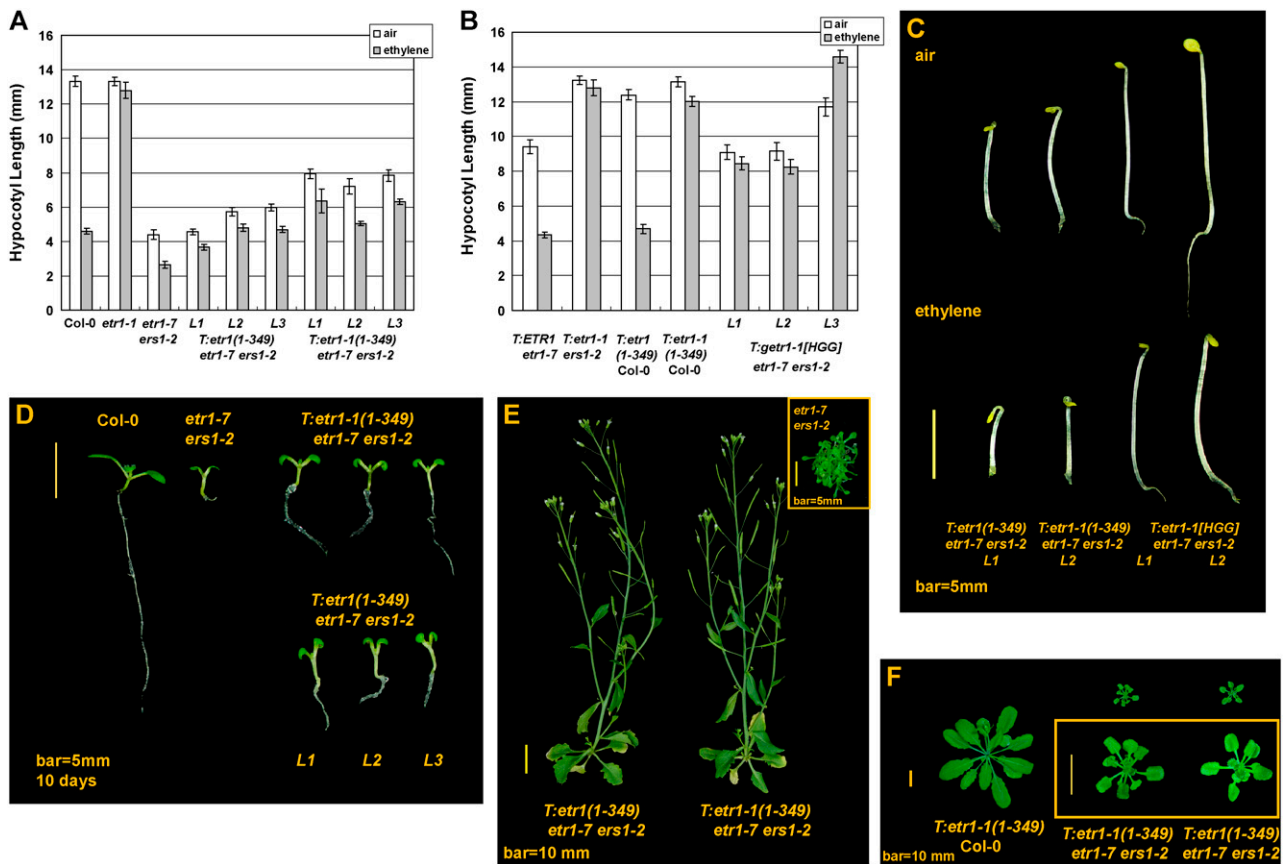 A
air
ethylene
Hypocotyl Length (mm)
16
14
12
10
8
6
4
2
0
Col-0
etr1-1
etr1-7
ers1-2
L1 L2 L3
T:etr1(1-349)
etr1-7 ers1-2
L1 L2 L3
T:etr1-1(1-349)
etr1-7 ers1-2
B
air
ethylene
Hypocotyl Length (mm)
16
14
12
10
8
6
4
2
0
T:ETR1
etr1-7
T:etr1-1
ers1-2
T:etr1
(1-349)
Col-0
T:etr1-1
(1-349)
Col-0
L1 L2 L3
T:getr1-1[HGG]
etr1-7 ers1-2
C
air
ethylene
T:etr1(1-349)
etr1-7 ers1-2
L1
T:etr1-1(1-349)
etr1-7 ers1-2
L2
T:etr1-1[HGG]
etr1-7 ers1-2
L1 L2
bar=5mm
D
Col-0
etr1-7
ers1-2
T:etr1-1(1-349)
etr1-7 ers1-2
T:etr1(1-349)
etr1-7 ers1-2
bar=5mm
10 days
L1 L2 L3
E
etr1-7
ers1-2
bar=5mm
T:etr1(1-349)
etr1-7 ers1-2
T:etr1-1(1-349)
etr1-7 ers1-2
bar=10 mm
F
T:etr1-1(1-349)
Col-0
T:etr1-1(1-349)
etr1-7 ers1-2
T:etr1(1-349)
etr1-7 ers1-2
bar=10 mm